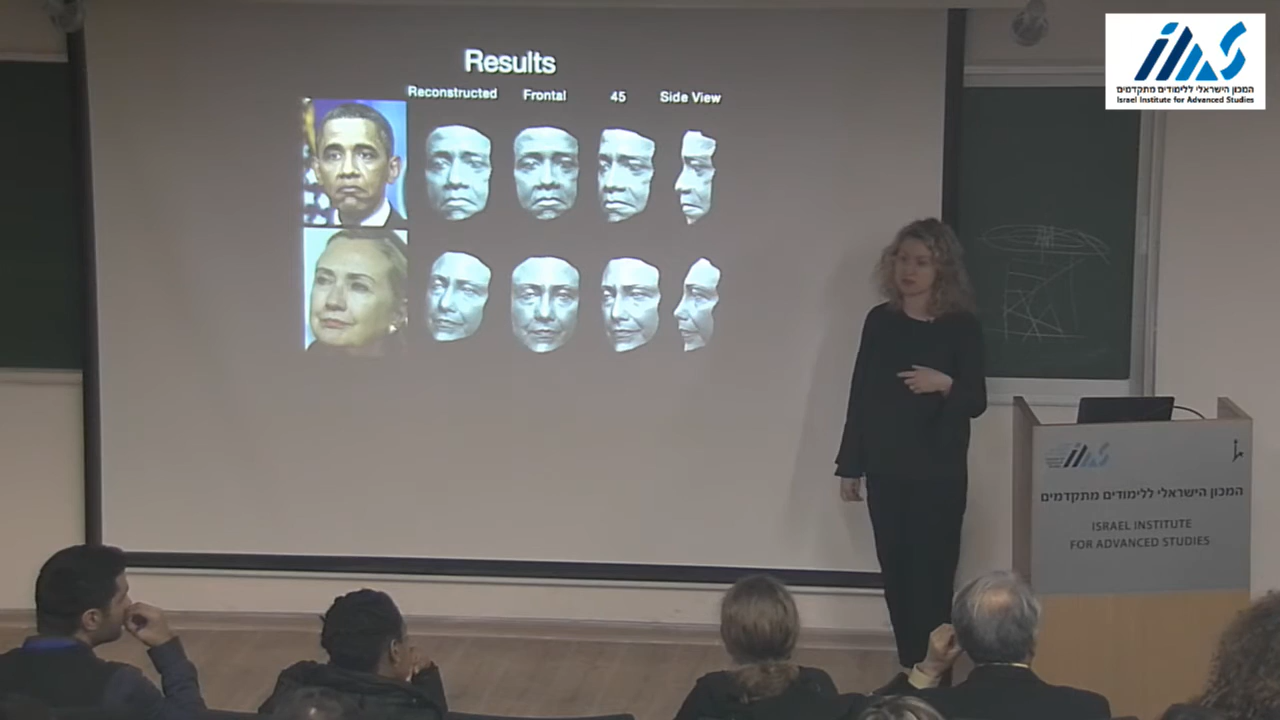 Results
Reconstructed Frontal 45 Side View
המכון הישראלי ללימודים מתקדמים
Israel Institute for Advanced Studies
המכון הישראלי ללימודים מתקדמים
ISRAEL INSTITUTE
FOR ADVANCED STUDIES